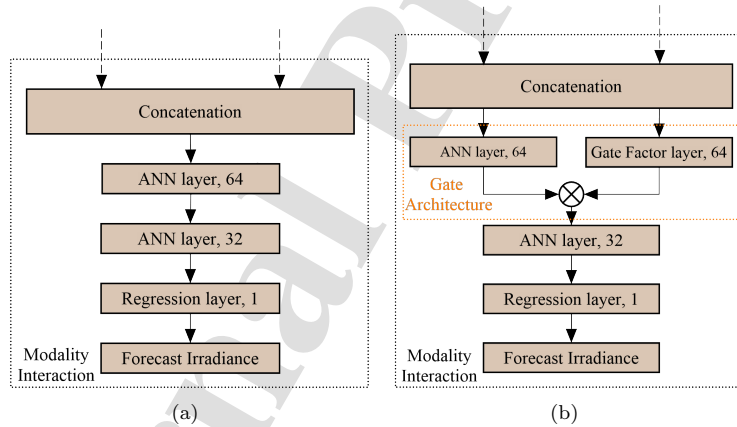 Concatenation
ANN layer, 64
ANN layer, 32
Regression layer, 1
Forecast Irradiance
Modality
Interaction
(a)
Concatenation
ANN layer, 64
Gate Factor layer, 64
Gate
Architecture
ANN layer, 32
Regression layer, 1
Forecast Irradiance
Modality
Interaction
(b)